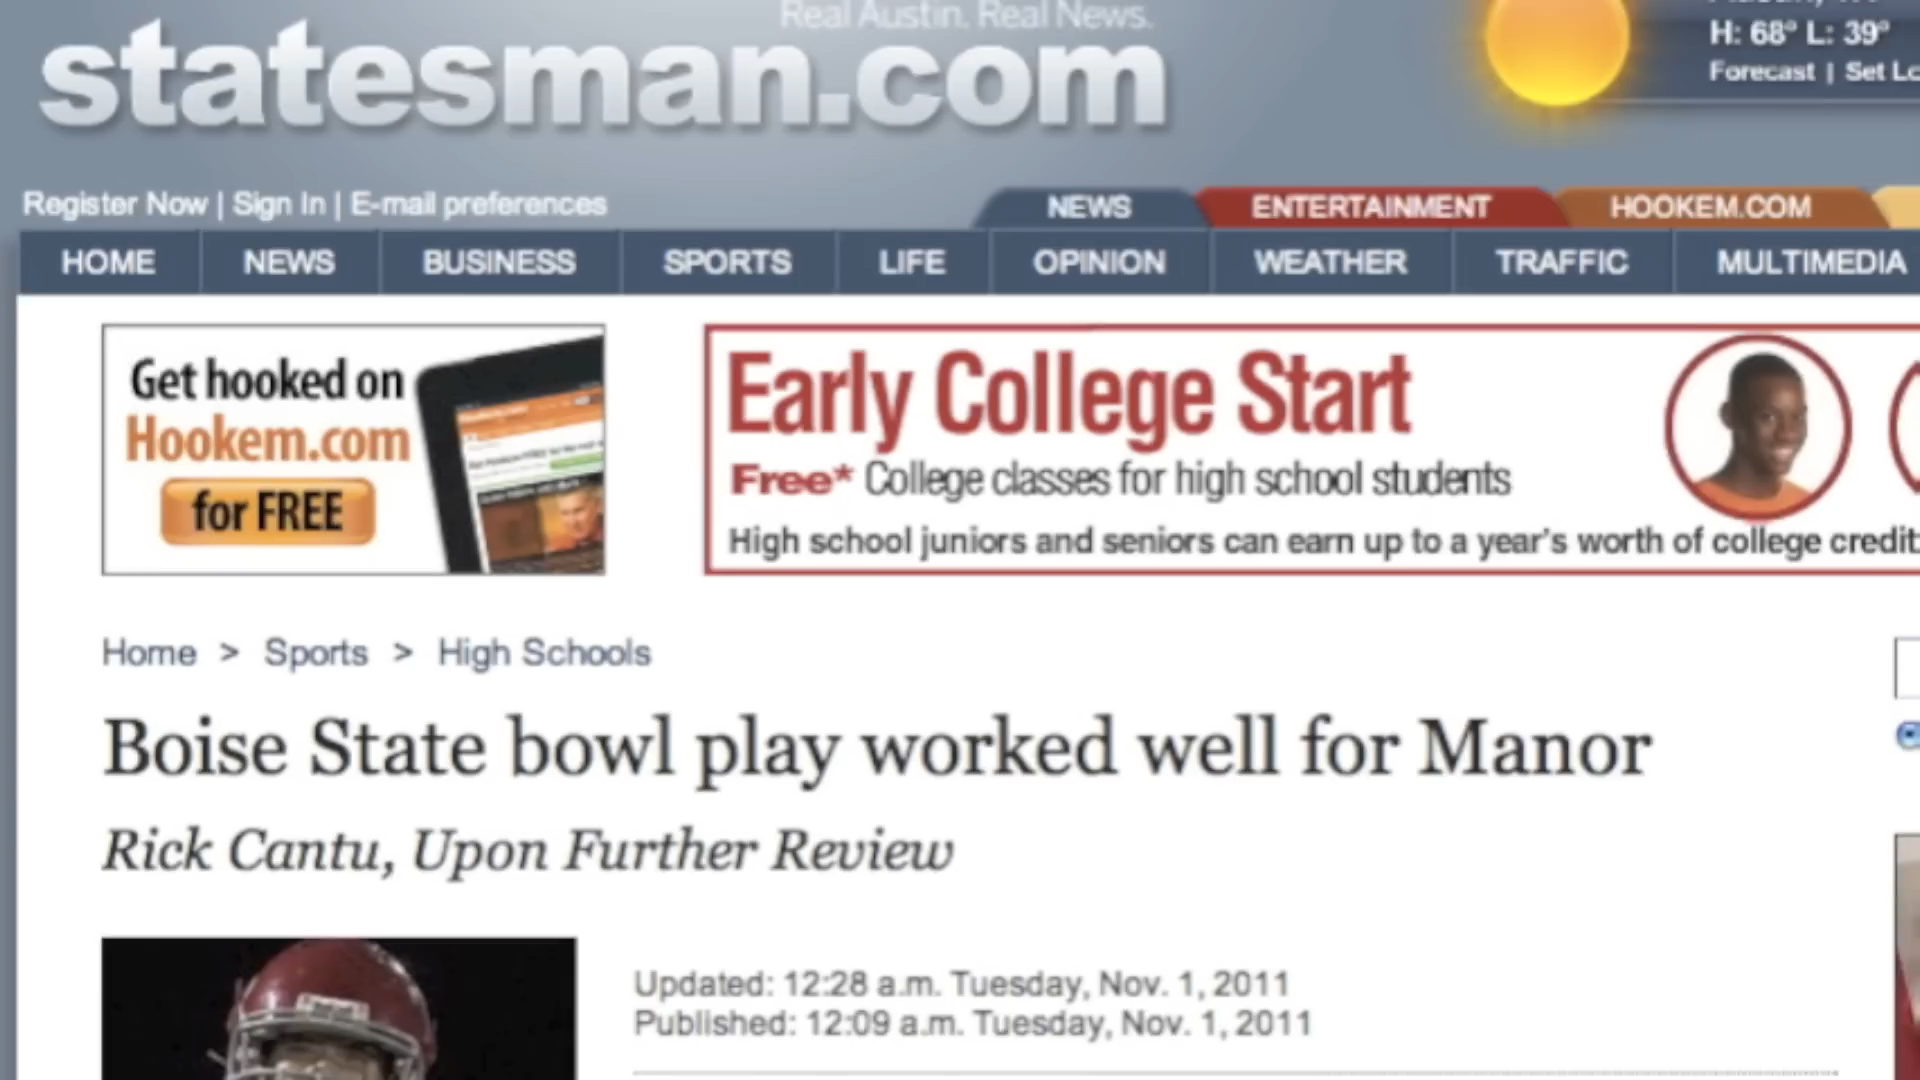 Real Austin. Real News.
statesman.com
H: 68° L: 39°
Forecast | Set
Register Now | Sign In | E-mail preferences
NEWS ENTERTAINMENT HOOKEM.COM
HOME NEWS BUSINESS SPORTS LIFE OPINION WEATHER TRAFFIC MULTIMEDIA
Get hooked on
Hookem.com
for FREE
Early College Start
Free* College classes for high school students
High school juniors and seniors can earn up to a year's worth of college credit
Home > Sports > High Schools
Boise State bowl play worked well for Manor
Rick Cantu, Upon Further Review
Updated: 12:28 a.m. Tuesday, Nov. 1, 2011
Published: 12:09 a.m. Tuesday, Nov. 1, 2011